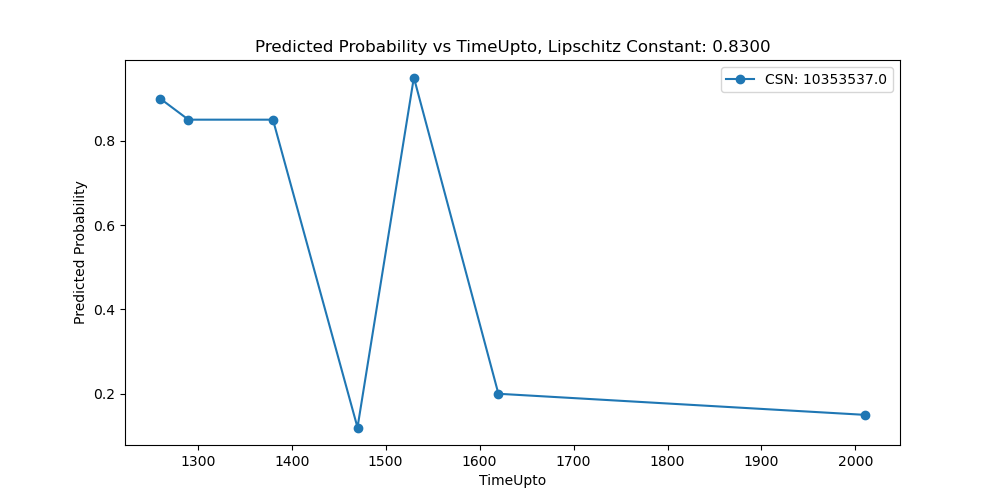 Predicted Probability vs TimeUpto, Lipschitz Constant: 0.8300
CSN: 10353537.0
Predicted Probability
0.8
0.6
0.4
0.2
1300 1400 1500 1600 1700 1800 1900 2000
TimeUpto